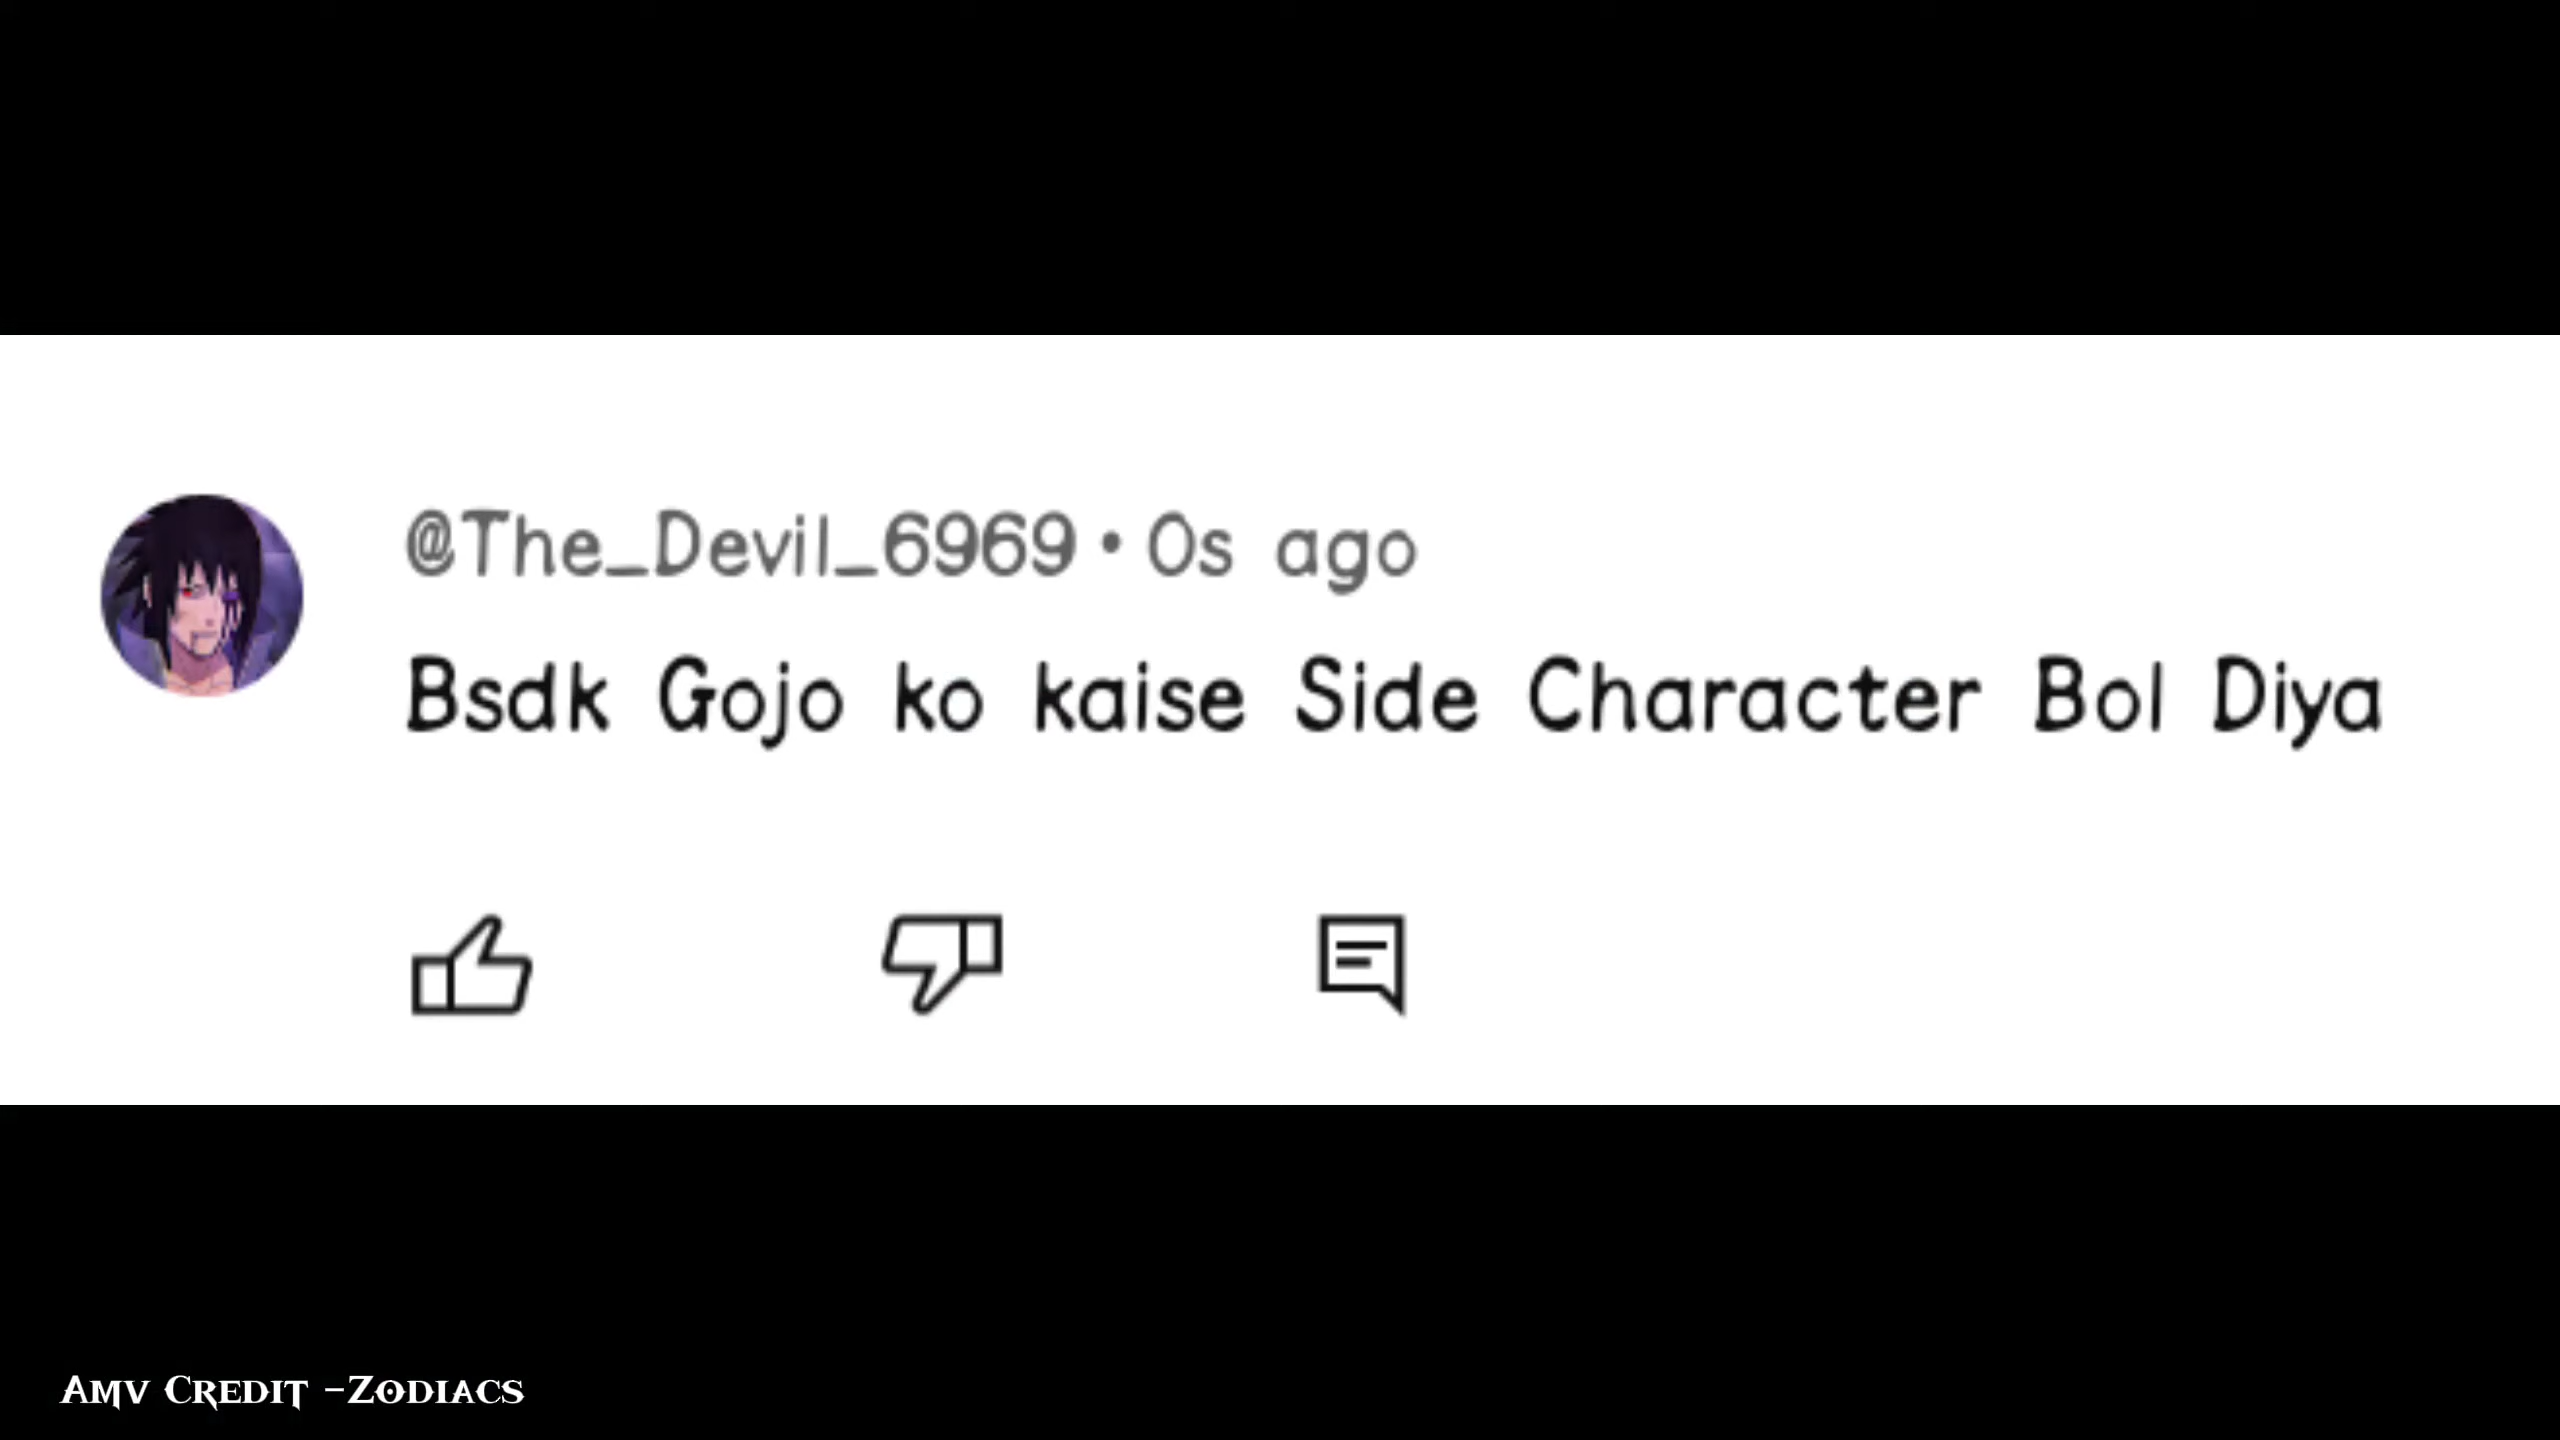 @The_Devil_6969 • 0s ago
Bsdk Gojo ko kaise Side Character Bol Diya
Amv Credit -Zodiacs